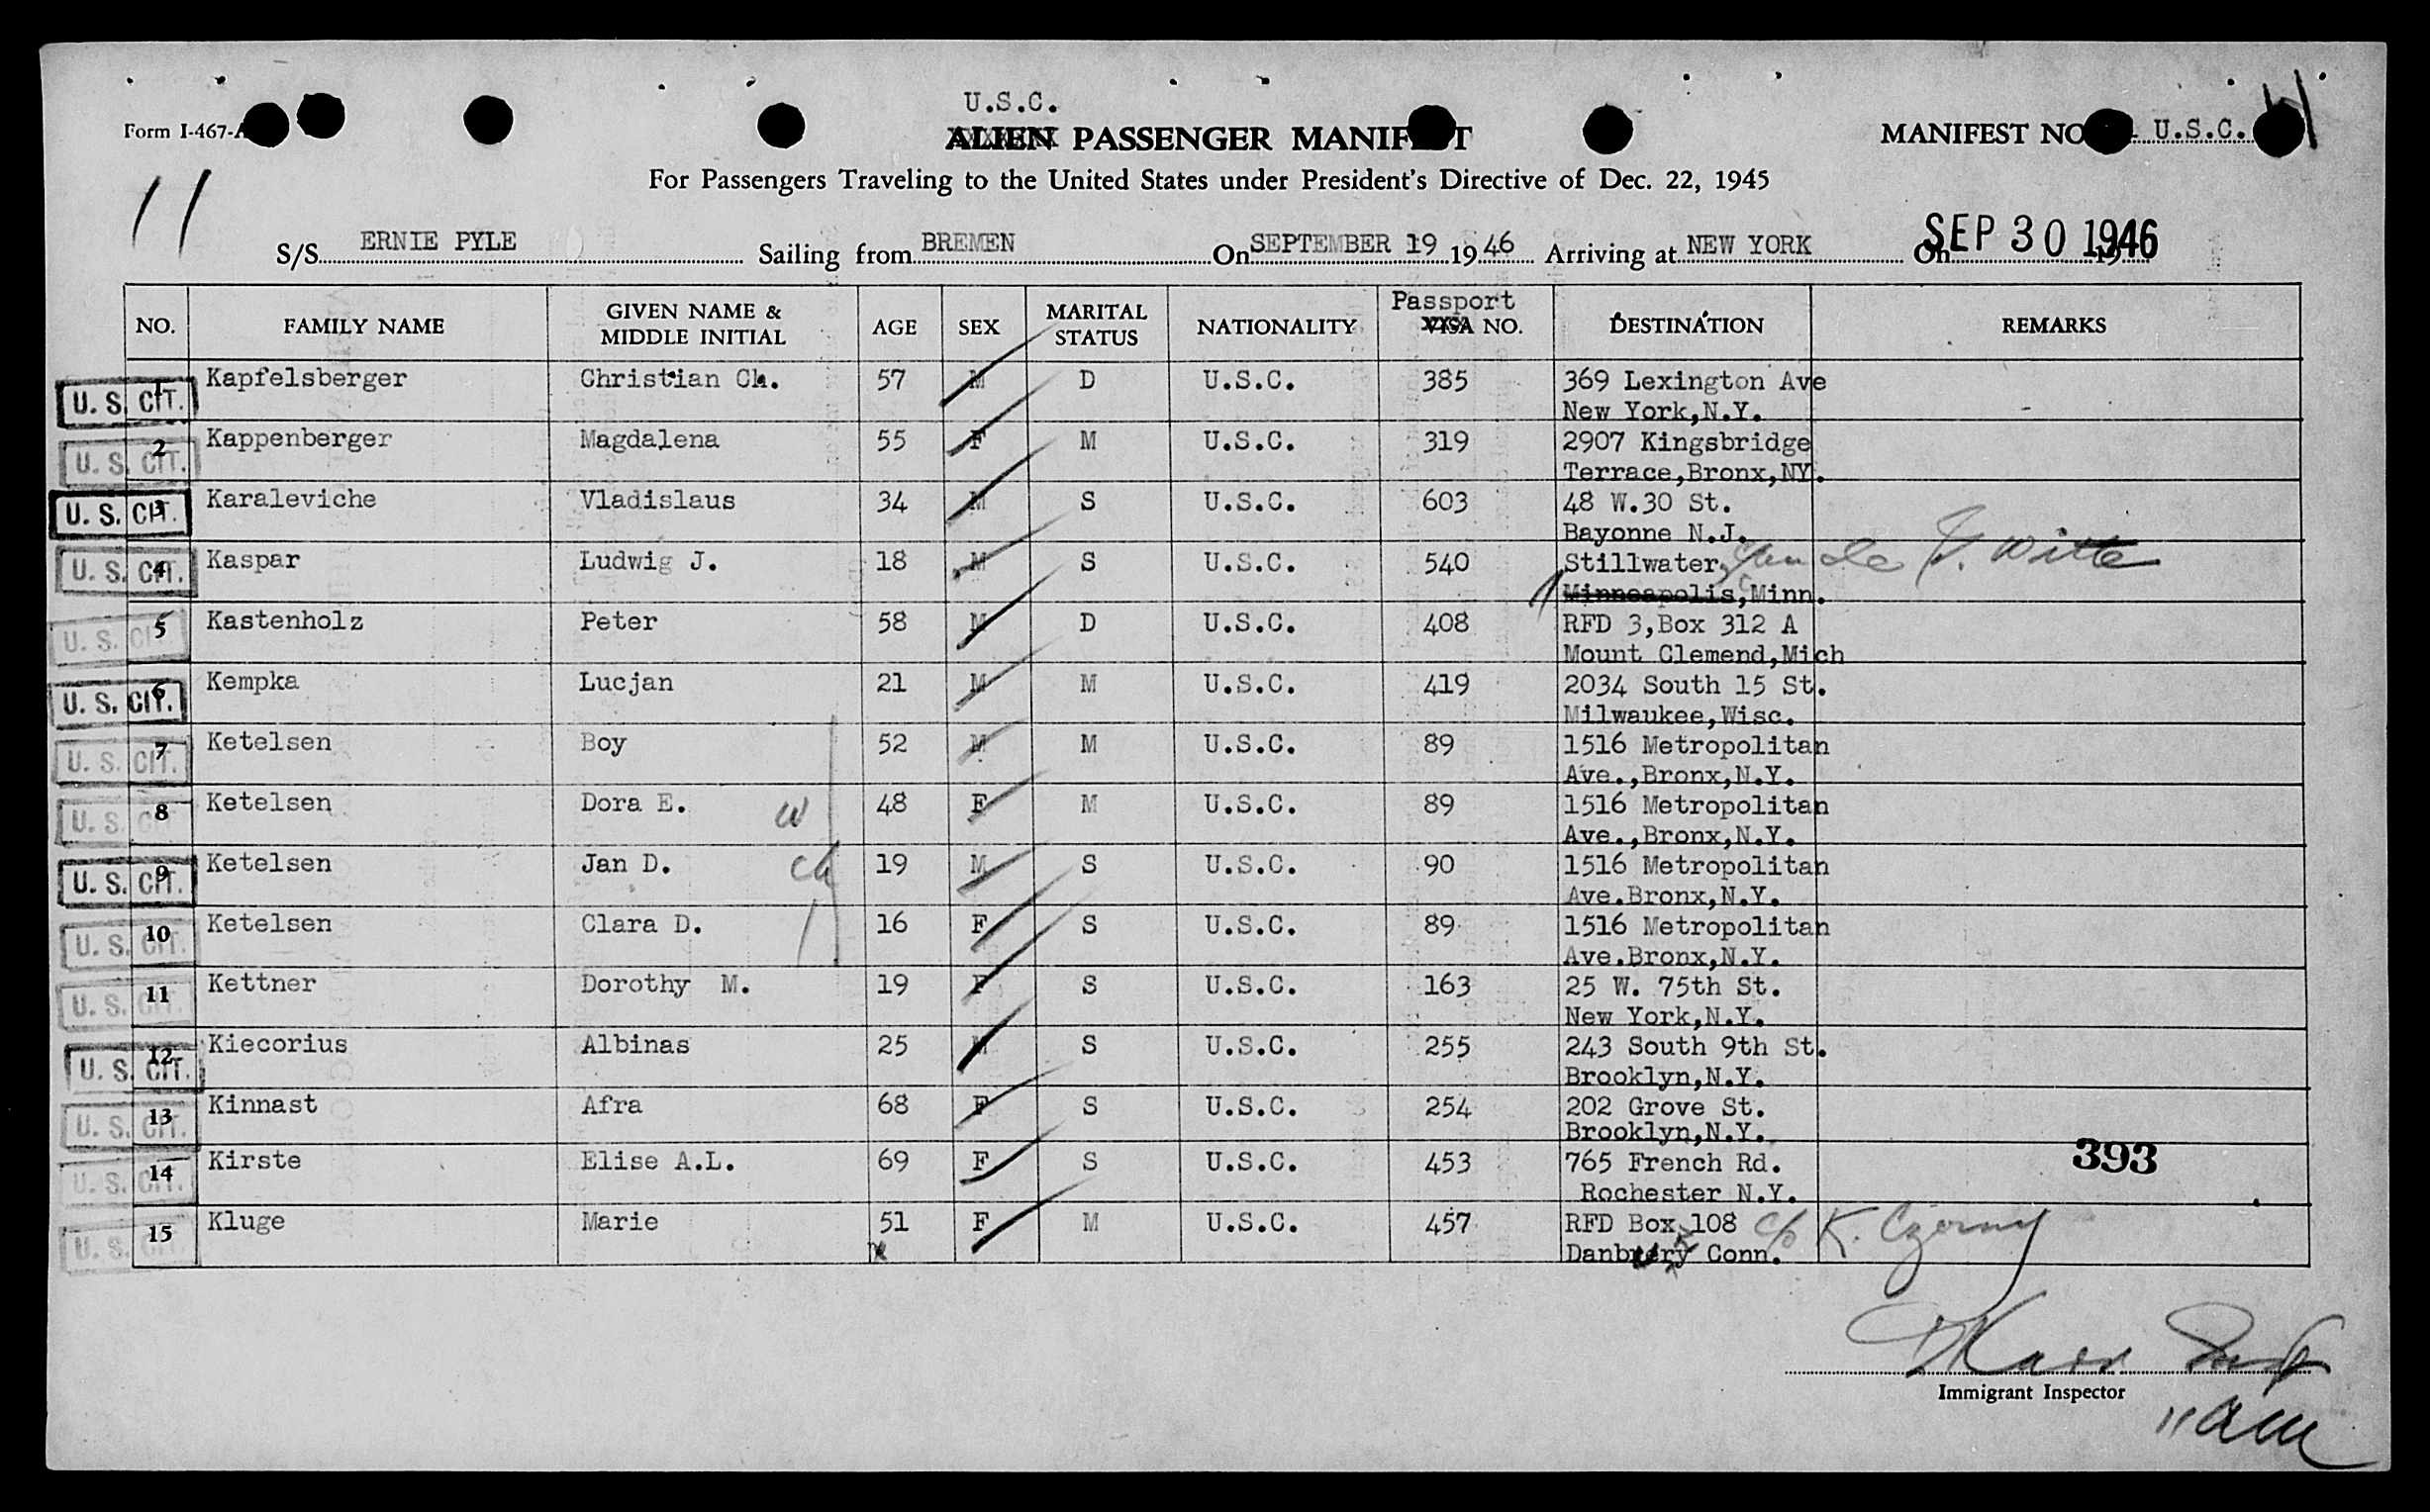 U.S.C.
Form I-467-A
ALIEN PASSENGER MANIFEST
MANIFEST NO. U.S.C.
For Passengers Traveling to the United States under President's Directive of Dec. 22, 1945
11
S/S ERNIE PYLE Sailing from BREMEN On SEPTEMBER 19 19 46 Arriving at NEW YORK On SEP 30 1946
NO. FAMILY NAME GIVEN NAME & MIDDLE INITIAL AGE SEX MARITAL STATUS NATIONALITY Passport VISA NO. DESTINATION REMARKS
U. S. CIT. 1 Kapfelsberger Christian Ch. 57 M D U.S.C. 385 369 Lexington Ave
New York,N.Y.
U. S. CIT. 2 Kappenberger Magdalena 55 F M U.S.C. 319 2907 Kingsbridge
Terrace,Bronx,NY.
U. S. CIT. 3 Karaleviche Vladislaus 34 M S U.S.C. 603 48 W.30 St.
Bayonne N.J.
U. S. CIT. 4 Kaspar Ludwig J. 18 M S U.S.C. 540 Stillwater, J. Witte
Minneapolis,Minn.
U. S. CIT. 5 Kastenholz Peter 58 M D U.S.C. 408 RFD 3,Box 312 A
Mount Clemend,Mich
U. S. CIT. 6 Kempka Lucjan 21 M M U.S.C. 419 2034 South 15 St.
Milwaukee,Wisc.
U. S. CIT. 7 Ketelsen Boy 52 M M U.S.C. 89 1516 Metropolitan
Ave.,Bronx,N.Y.
U. S. CIT. 8 Ketelsen Dora E. w 48 F M U.S.C. 89 1516 Metropolitan
Ave.,Bronx,N.Y.
U. S. CIT. 9 Ketelsen Jan D. ch 19 M S U.S.C. 90 1516 Metropolitan
Ave.Bronx,N.Y.
U. S. CIT. 10 Ketelsen Clara D. 16 F S U.S.C. 89 1516 Metropolitan
Ave.Bronx,N.Y.
U. S. CIT. 11 Kettner Dorothy M. 19 F S U.S.C. 163 25 W. 75th St.
New York,N.Y.
U. S. CIT. 12 Kiecorius Albinas 25 M S U.S.C. 255 243 South 9th St.
Brooklyn,N.Y.
U. S. CIT. 13 Kinnast Afra 68 F S U.S.C. 254 202 Grove St.
Brooklyn,N.Y.
U. S. CIT. 14 Kirste Elise A.L. 69 F S U.S.C. 453 765 French Rd. 393
Rochester N.Y.
U. S. CIT. 15 Kluge Marie 51 F M U.S.C. 457 RFD Box 108 c/o K. Czerny
Danbury Conn.
Immigrant Inspector
11 am